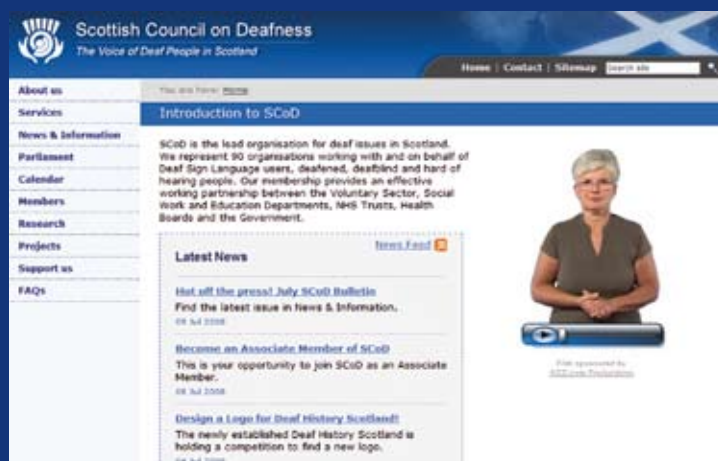 Scottish Council on Deafness
The Voice of Deaf People in Scotland
Home | Contact | Sitemap
Search site
You are here: Home
About us
Services
News & Information
Parliament
Calendar
Members
Research
Projects
Support us
FAQs
Introduction to SCoD
SCoD is the lead organisation for deaf issues in Scotland.
We represent 90 organisations working with and on behalf of
Deaf Sign Language users, deafened, deafblind and hard of
hearing people. Our membership provides an effective
working partnership between the Voluntary Sector, Social
Work and Education Departments, NHS Trusts, Health
Boards and the Government.
News Feed
Latest News
Hot off the press! July SCoD Bulletin
Find the latest issue in News & Information.
Jul 2008
Become an Associate Member of SCoD
This is your opportunity to join SCoD as an Associate
Member.
Jul 2008
Design a Logo for Deaf History Scotland!
The newly established Deaf History Scotland is
holding a competition to find a new logo.
Film sponsored by
Productions